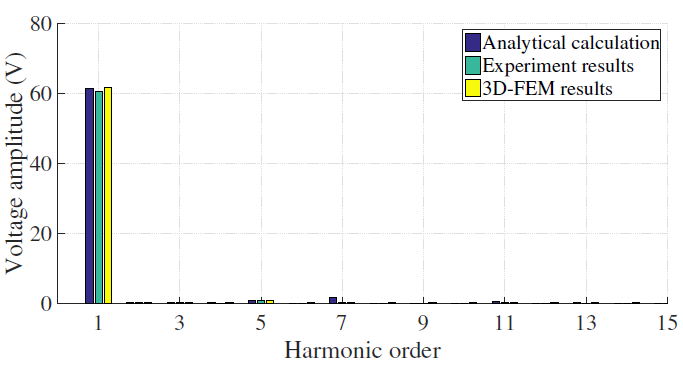 80
60
40
20
0
Voltage amplitude (V)
Analytical calculation
Experiment results
3D-FEM results
1 3 5 7 9 11 13 15
Harmonic order